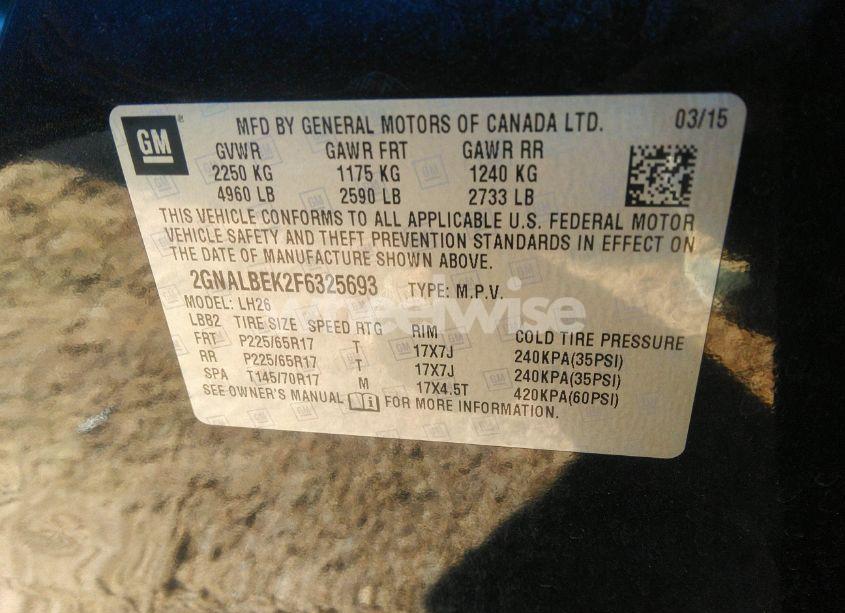 GM MFD BY GENERAL MOTORS OF CANADA LTD. 03/15
GVWR GAWR FRT GAWR RR
2250 KG 1175 KG 1240 KG
4960 LB 2590 LB 2733 LB
THIS VEHICLE CONFORMS TO ALL APPLICABLE U.S. FEDERAL MOTOR
VEHICLE SAFETY AND THEFT PREVENTION STANDARDS IN EFFECT ON
THE DATE OF MANUFACTURE SHOWN ABOVE.
2GNALBEK2F6325693 TYPE: M.P.V.
MODEL: LH26
wheelwise
LBB2 TIRE SIZE SPEED RTG RIM COLD TIRE PRESSURE
FRT P225/65R17 T 17X7J 240KPA(35PSI)
RR P225/65R17 T 17X7J 240KPA(35PSI)
SPA T145/70R17 M 17X4.5T 420KPA(60PSI)
SEE OWNER'S MANUAL FOR MORE INFORMATION.